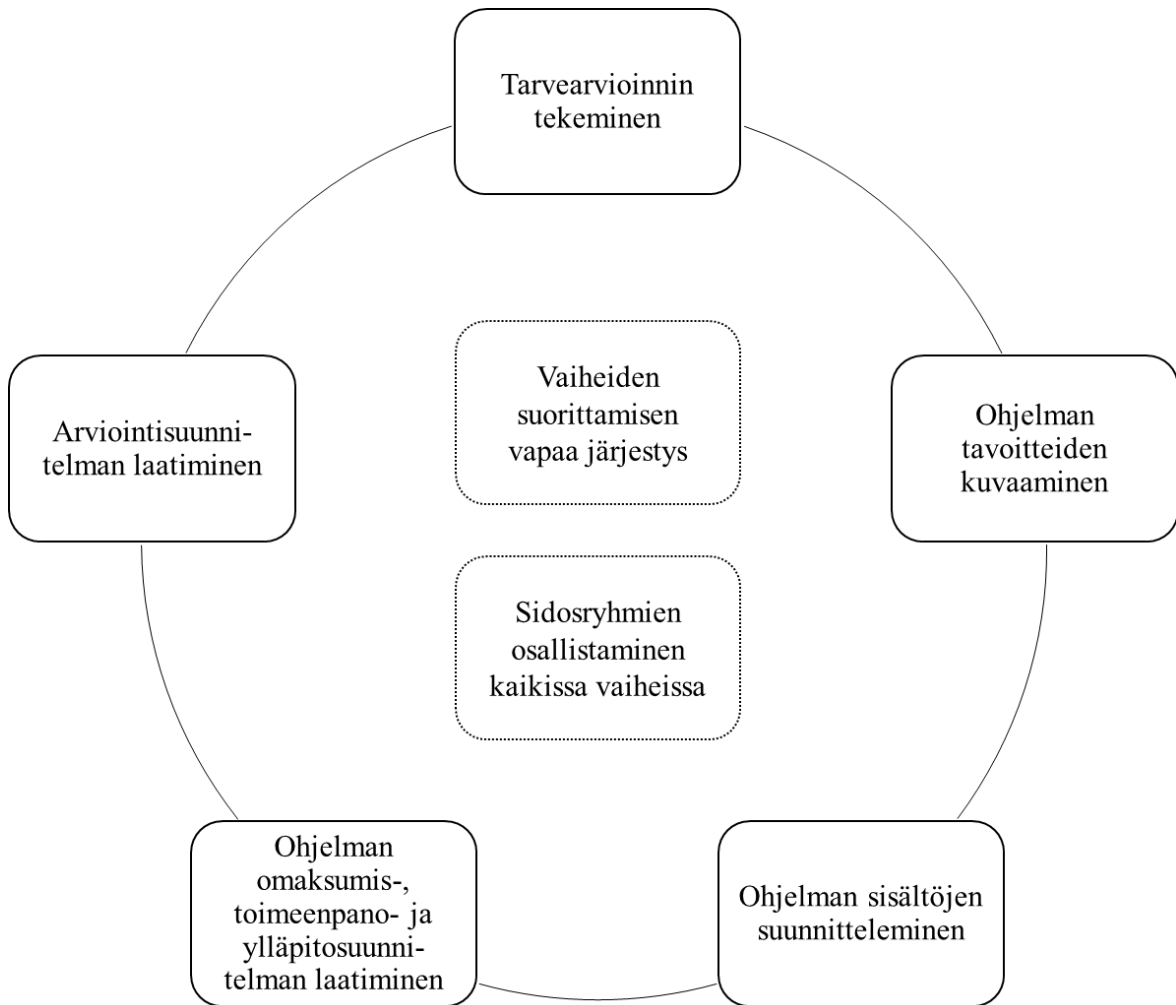 Tarvearvioinnin
tekeminen
Vaiheiden
suorittamisen
vapaa järjestys
Arviointisuunni-
telman laatiminen
Ohjelman
tavoitteiden
kuvaaminen
Sidosryhmien
osallistaminen
kaikissa vaiheissa
Ohjelman
omaksumis-,
toimeenpano- ja
ylläpitosuunni-
telman laatiminen
Ohjelman sisältöjen
suunnitteleminen